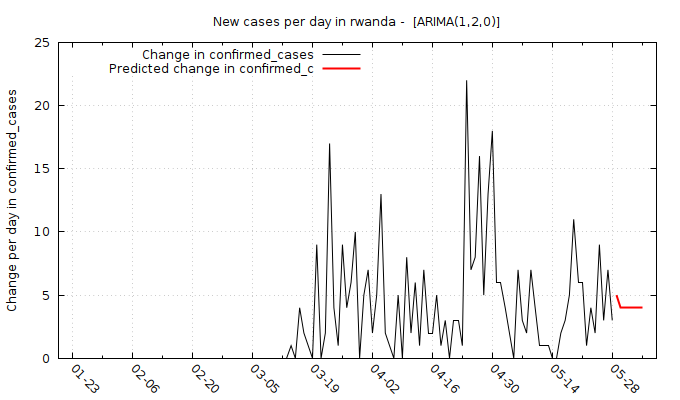 New cases per day in rwanda -  [ARIMA(1,2,0)]
Change in confirmed_cases
Predicted change in confirmed_c
Change per day in confirmed_cases
25
20
15
10
5
0
01-23 02-06 02-20 03-05 03-19 04-02 04-16 04-30 05-14 05-28